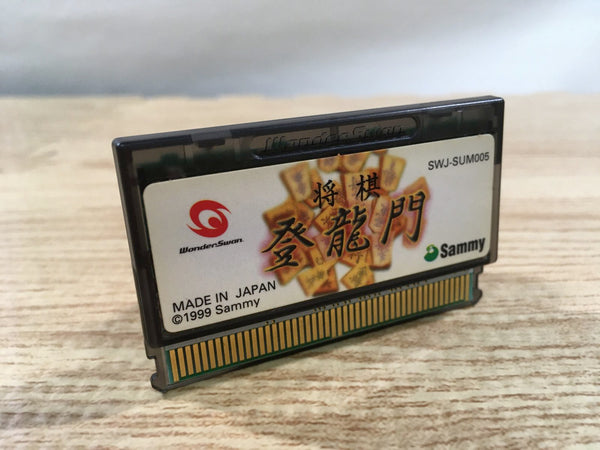 WonderSwan
SWJ-SUM005
将棋
登龍門
WonderSwan
Sammy
MADE IN JAPAN
©1999 Sammy